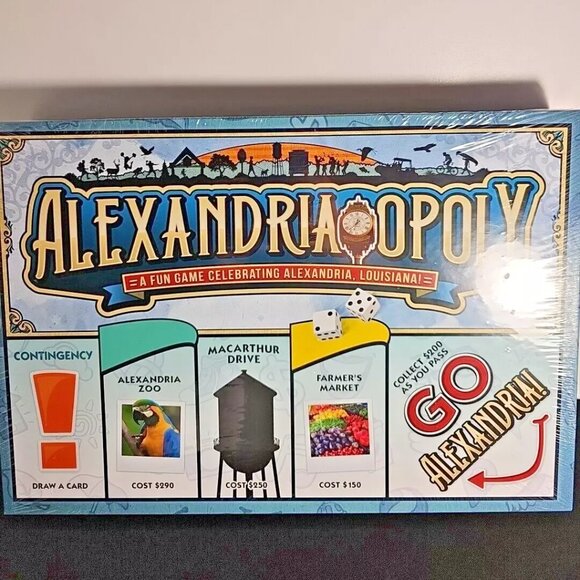 ALEXANDRIA OPOLY
A FUN GAME CELEBRATING ALEXANDRIA, LOUISIANA!
CONTINGENCY
!
DRAW A CARD
ALEXANDRIA
ZOO
COST $290
MACARTHUR
DRIVE
COST $250
FARMER'S
MARKET
COST $150
COLLECT $200
AS YOU PASS
GO
ALEXANDRIA!